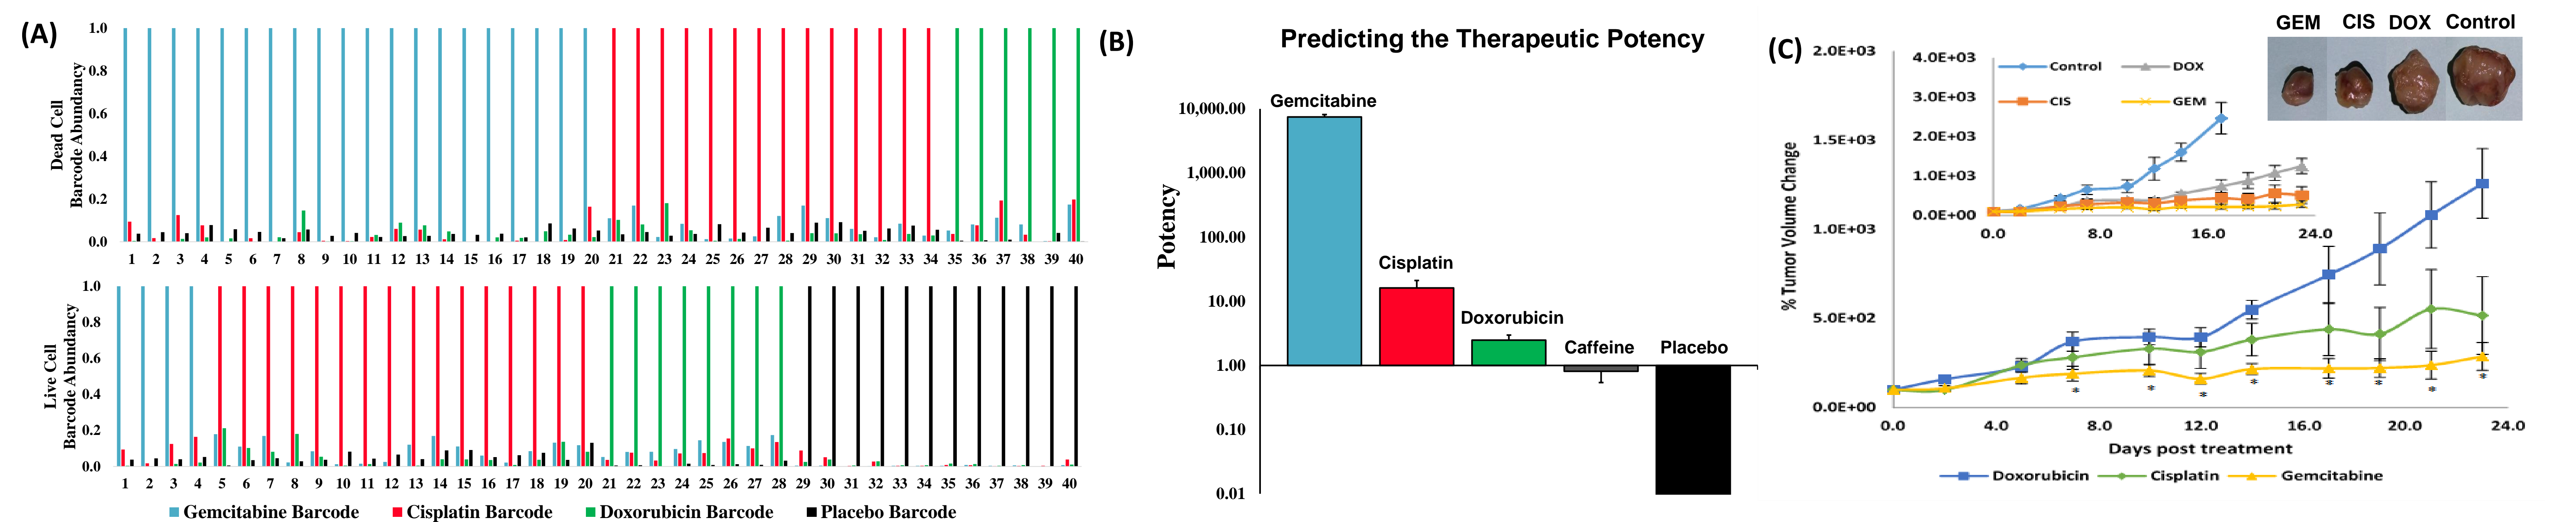 (A)
1.0
0.8
0.6
0.4
0.2
0.0
Dead Cell
Barcode Abundancy
1 2 3 4 5 6 7 8 9 10 11 12 13 14 15 16 17 18 19 20 21 22 23 24 25 26 27 28 29 30 31 32 33 34 35 36 37 38 39 40
1.0
0.8
0.6
0.4
0.2
0.0
Live Cell
Barcode Abundancy
1 2 3 4 5 6 7 8 9 10 11 12 13 14 15 16 17 18 19 20 21 22 23 24 25 26 27 28 29 30 31 32 33 34 35 36 37 38 39 40
Gemcitabine Barcode Cisplatin Barcode Doxorubicin Barcode Placebo Barcode
(B)
Predicting the Therapeutic Potency
Potency
10,000.00
1,000.00
100.00
10.00
1.00
0.10
0.01
Gemcitabine
Cisplatin
Doxorubicin
Caffeine
Placebo
(C)
GEM CIS DOX Control
% Tumor Volume Change
2.0E+03
1.5E+03
1.0E+03
5.0E+02
0.0E+00
4.0E+03
3.0E+03
2.0E+03
1.0E+03
0.0E+00
Control DOX
CIS GEM
0.0 8.0 16.0 24.0
* * * * * * * *
0.0 4.0 8.0 12.0 16.0 20.0 24.0
Days post treatment
Doxorubicin Cisplatin Gemcitabine